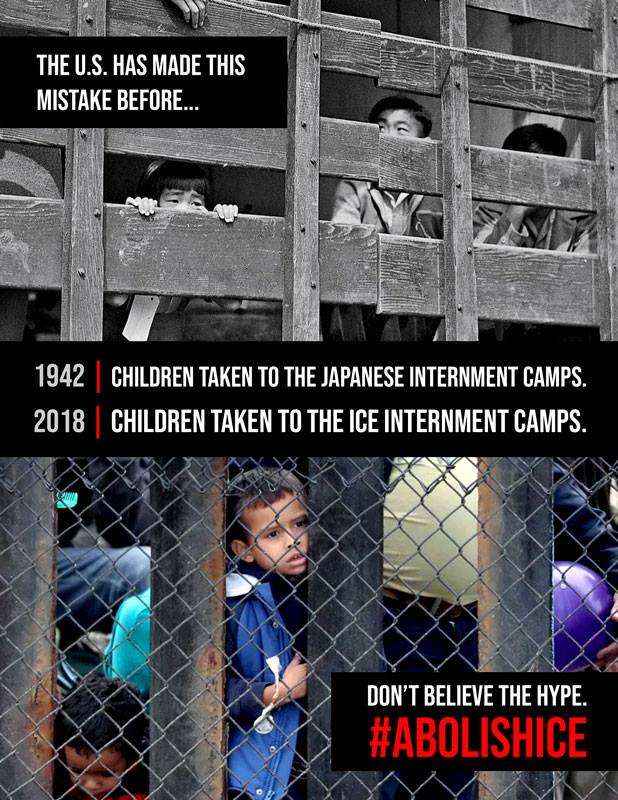 THE U.S. HAS MADE THIS
MISTAKE BEFORE...
1942 | CHILDREN TAKEN TO THE JAPANESE INTERNMENT CAMPS.
2018 | CHILDREN TAKEN TO THE ICE INTERNMENT CAMPS.
DON'T BELIEVE THE HYPE.
#ABOLISHICE